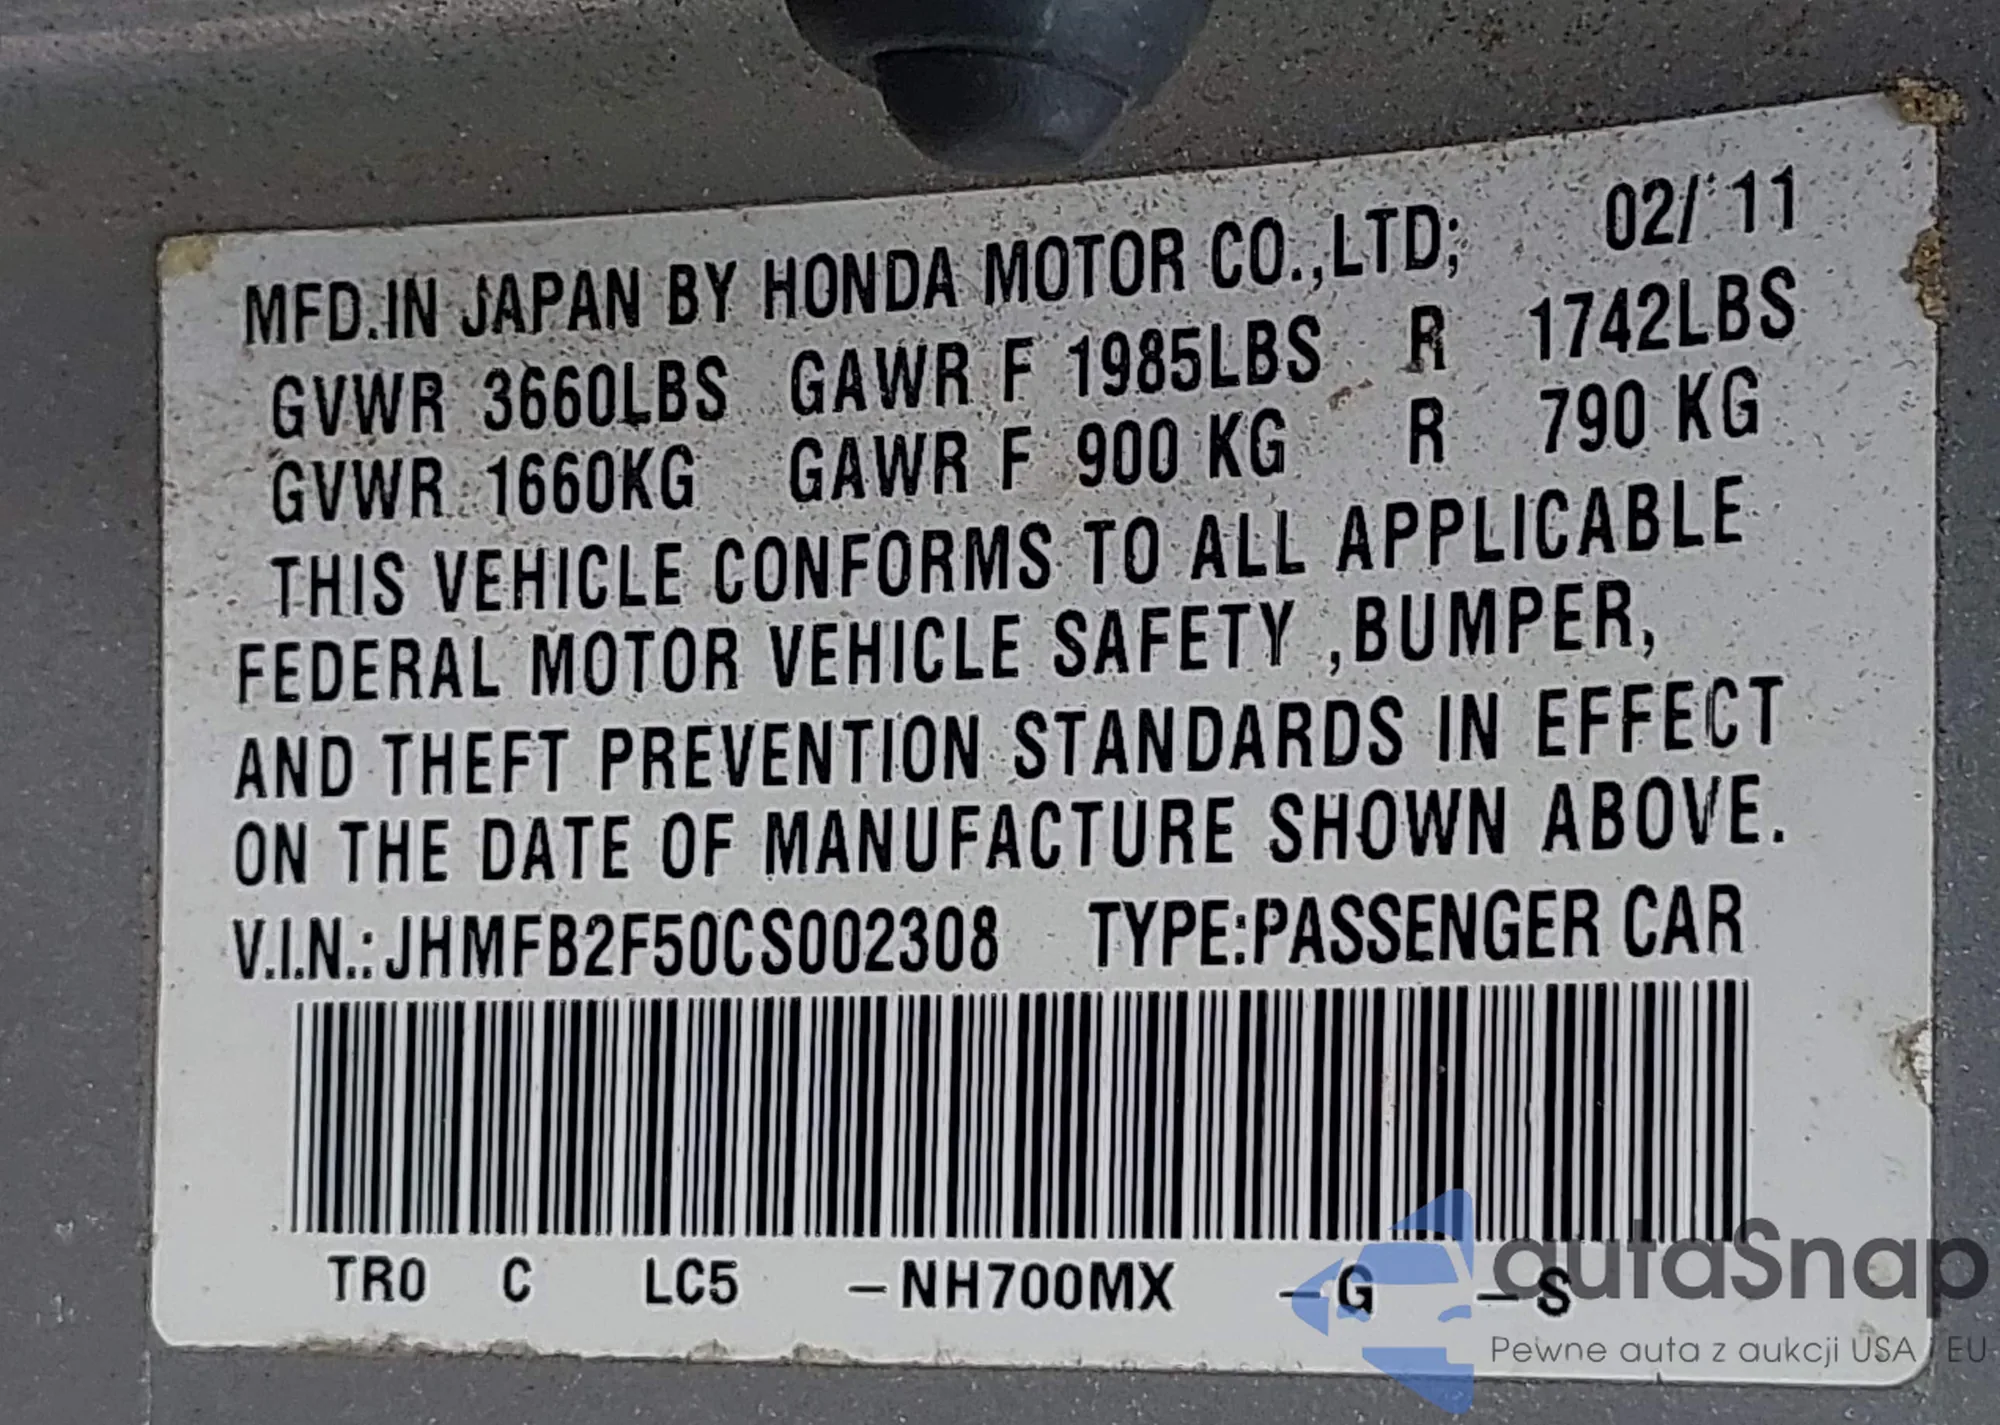 MFD.IN JAPAN BY HONDA MOTOR CO.,LTD; 02/'11
GVWR 3660LBS GAWR F 1985LBS R 1742LBS
GVWR 1660KG GAWR F 900 KG R 790 KG
THIS VEHICLE CONFORMS TO ALL APPLICABLE
FEDERAL MOTOR VEHICLE SAFETY ,BUMPER,
AND THEFT PREVENTION STANDARDS IN EFFECT
ON THE DATE OF MANUFACTURE SHOWN ABOVE.
V.I.N.:JHMFB2F50CS002308 TYPE:PASSENGER CAR
TR0 C LC5 –NH700MX –G –S
autaSnap
Pewne auta z aukcji USA / EU